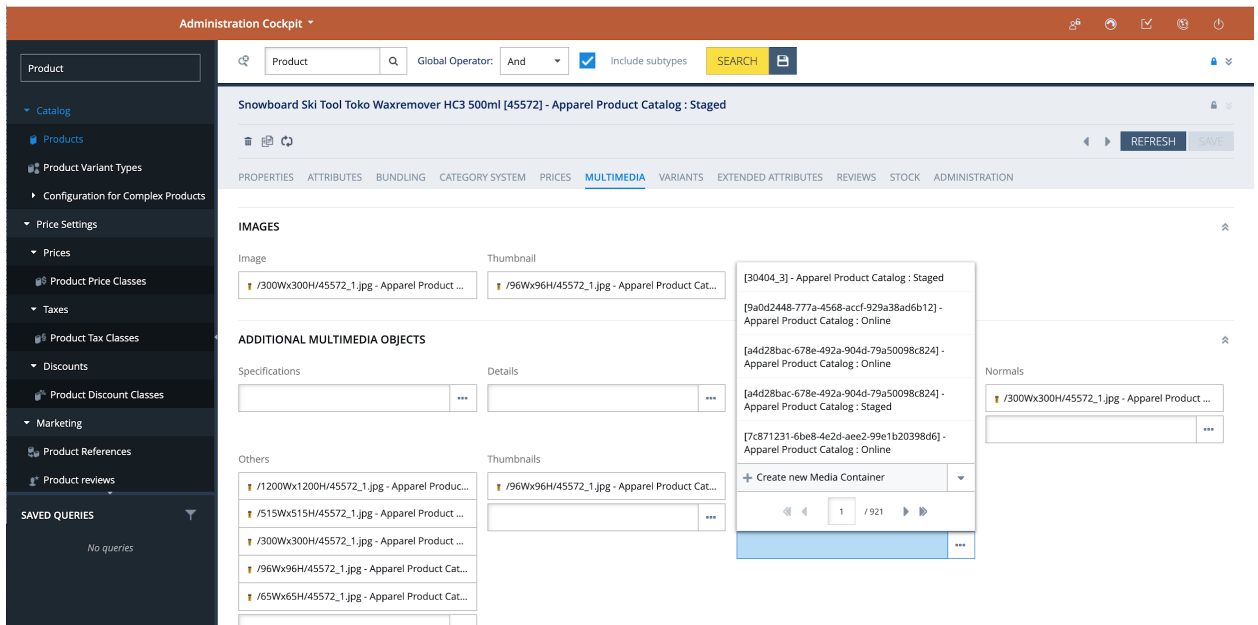 Administration Cockpit
Product
Catalog
Products
Product Variant Types
Configuration for Complex Products
Price Settings
Prices
Product Price Classes
Taxes
Product Tax Classes
Discounts
Product Discount Classes
Marketing
Product References
Product reviews
SAVED QUERIES
No queries
Product
Global Operator:
And
Include subtypes
SEARCH
Snowboard Ski Tool Toko Waxremover HC3 500ml [45572] - Apparel Product Catalog : Staged
REFRESH
SAVE
PROPERTIES ATTRIBUTES BUNDLING CATEGORY SYSTEM PRICES MULTIMEDIA VARIANTS EXTENDED ATTRIBUTES REVIEWS STOCK ADMINISTRATION
IMAGES
Image
/300Wx300H/45572_1.jpg - Apparel Product ...
Thumbnail
/96Wx96H/45572_1.jpg - Apparel Product Cat...
ADDITIONAL MULTIMEDIA OBJECTS
Specifications
Details
[30404_3] - Apparel Product Catalog : Staged
[9a0d2448-777a-4568-accf-929a38ad6b12] -
Apparel Product Catalog : Online
[a4d28bac-678e-492a-904d-79a50098c824] -
Apparel Product Catalog : Online
[a4d28bac-678e-492a-904d-79a50098c824] -
Apparel Product Catalog : Staged
[7c871231-6be8-4e2d-aee2-99e1b20398d6] -
Apparel Product Catalog : Online
Create new Media Container
1 / 921
Normals
/300Wx300H/45572_1.jpg - Apparel Product ...
Others
/1200Wx1200H/45572_1.jpg - Apparel Produc...
/515Wx515H/45572_1.jpg - Apparel Product ...
/300Wx300H/45572_1.jpg - Apparel Product ...
/96Wx96H/45572_1.jpg - Apparel Product Cat...
/65Wx65H/45572_1.jpg - Apparel Product Cat...
Thumbnails
/96Wx96H/45572_1.jpg - Apparel Product Cat...